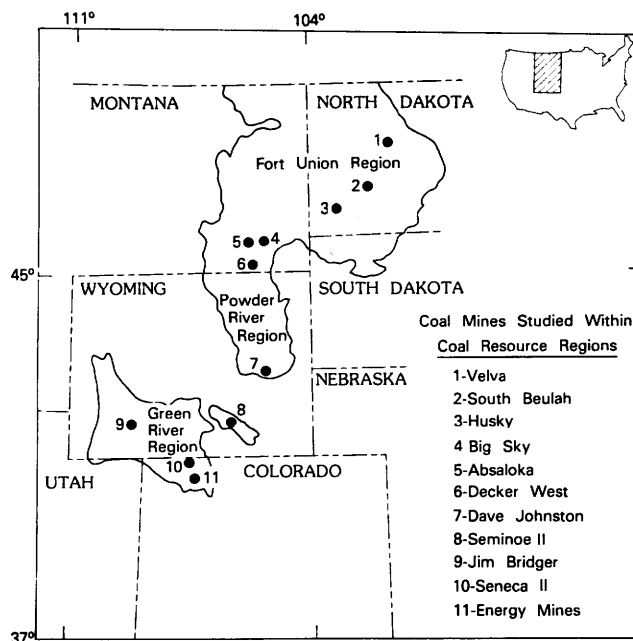 111° 104°
MONTANA NORTH DAKOTA
1
Fort Union Region
2
3
5 4
6
45°
WYOMING SOUTH DAKOTA
Powder
River
Region
7
NEBRASKA
8
9
Green
River
Region
10
11
UTAH COLORADO
37°
Coal Mines Studied Within
Coal Resource Regions
1-Velva
2-South Beulah
3-Husky
4 Big Sky
5-Absaloka
6-Decker West
7-Dave Johnston
8-Seminoe II
9-Jim Bridger
10-Seneca II
11-Energy Mines